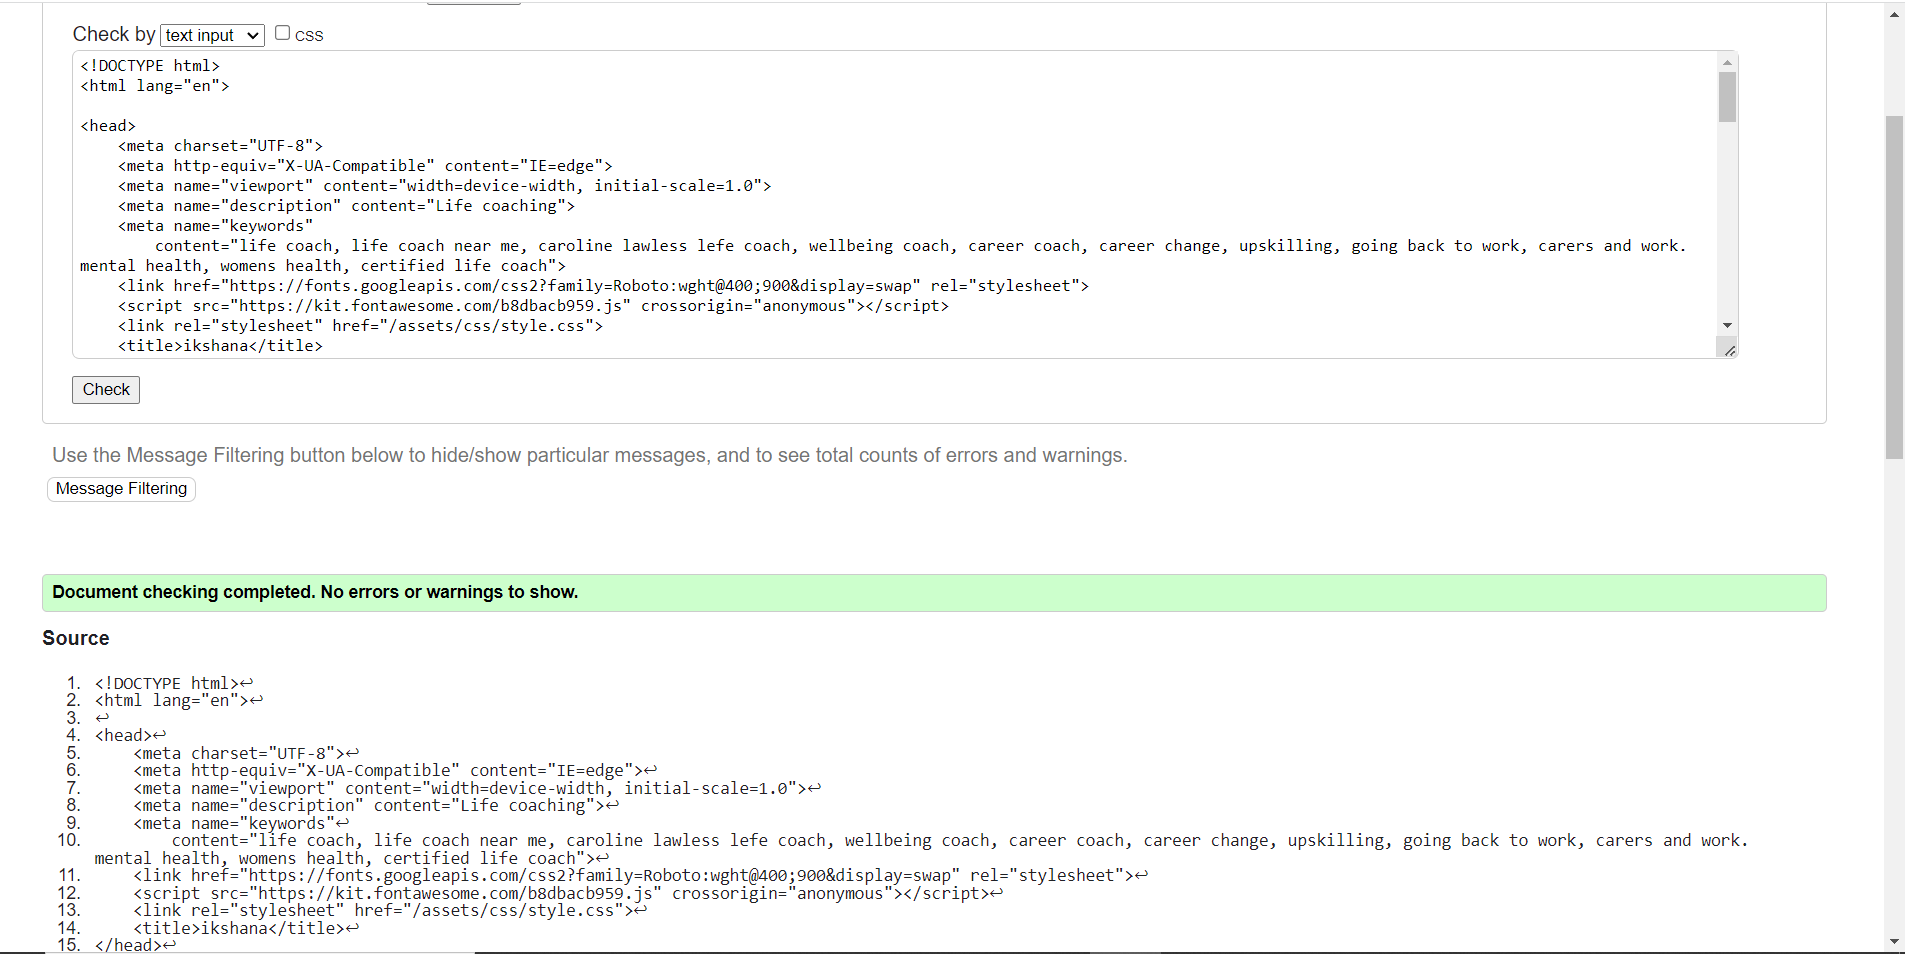 Check by text input CSS
<!DOCTYPE html>
<html lang="en">
<head>
<meta charset="UTF-8">
<meta http-equiv="X-UA-Compatible" content="IE=edge">
<meta name="viewport" content="width=device-width, initial-scale=1.0">
<meta name="description" content="Life coaching">
<meta name="keywords"
content="life coach, life coach near me, caroline lawless lefe coach, wellbeing coach, career coach, career change, upskilling, going back to work, carers and work.
mental health, womens health, certified life coach">
<link href="https://fonts.googleapis.com/css2?family=Roboto:wght@400;900&display=swap" rel="stylesheet">
<script src="https://kit.fontawesome.com/b8dbacb959.js" crossorigin="anonymous"></script>
<link rel="stylesheet" href="/assets/css/style.css">
<title>ikshana</title>
Check
Use the Message Filtering button below to hide/show particular messages, and to see total counts of errors and warnings.
Message Filtering
Document checking completed. No errors or warnings to show.
Source
1. <!DOCTYPE html>↩
2. <html lang="en">↩
3. ↩
4. <head>↩
5. <meta charset="UTF-8">↩
6. <meta http-equiv="X-UA-Compatible" content="IE=edge">↩
7. <meta name="viewport" content="width=device-width, initial-scale=1.0">↩
8. <meta name="description" content="Life coaching">↩
9. <meta name="keywords"↩
10. content="life coach, life coach near me, caroline lawless lefe coach, wellbeing coach, career coach, career change, upskilling, going back to work, carers and work.
mental health, womens health, certified life coach">↩
11. <link href="https://fonts.googleapis.com/css2?family=Roboto:wght@400;900&display=swap" rel="stylesheet">↩
12. <script src="https://kit.fontawesome.com/b8dbacb959.js" crossorigin="anonymous"></script>↩
13. <link rel="stylesheet" href="/assets/css/style.css">↩
14. <title>ikshana</title>↩
15. </head>↩